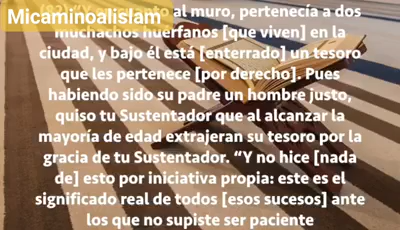 Micaminoalislam
(82) "Y en cuanto al muro, pertenecía a dos
muchachos huérfanos [que viven] en la
ciudad, y bajo él está [enterrado] un tesoro
que les pertenece [por derecho]. Pues
habiendo sido su padre un hombre justo,
quiso tu Sustentador que al alcanzar la
mayoría de edad extrajeran su tesoro por la
gracia de tu Sustentador. "Y no hice [nada
de] esto por iniciativa propia: este es el
significado real de todos [esos sucesos] ante
los que no supiste ser paciente